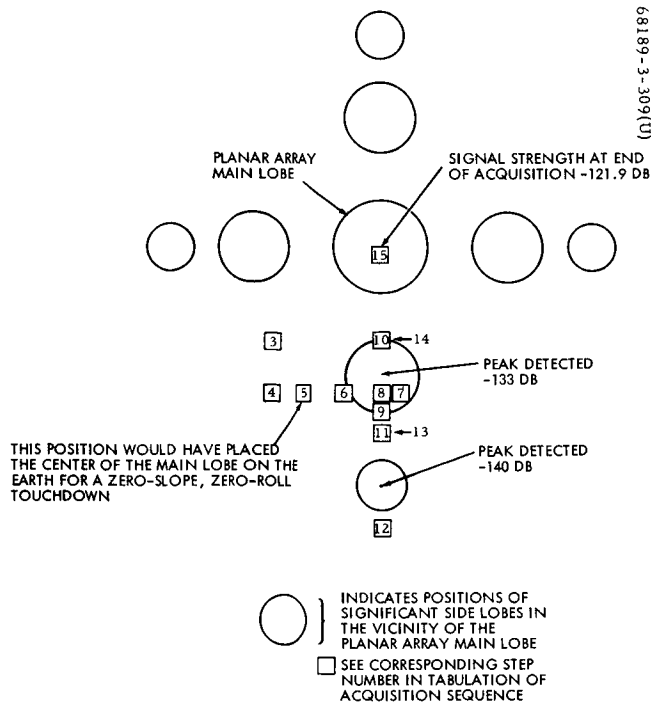 68189-3-309(U)
PLANAR ARRAY
MAIN LOBE
SIGNAL STRENGTH AT END
OF ACQUISITION -121.9 DB
15
3
10
14
PEAK DETECTED
-133 DB
4
5
6
8
7
9
11
13
THIS POSITION WOULD HAVE PLACED
THE CENTER OF THE MAIN LOBE ON THE
EARTH FOR A ZERO-SLOPE, ZERO-ROLL
TOUCHDOWN
PEAK DETECTED
-140 DB
12
INDICATES POSITIONS OF
SIGNIFICANT SIDE LOBES IN
THE VICINITY OF THE
PLANAR ARRAY MAIN LOBE
SEE CORRESPONDING STEP
NUMBER IN TABULATION OF
ACQUISITION SEQUENCE